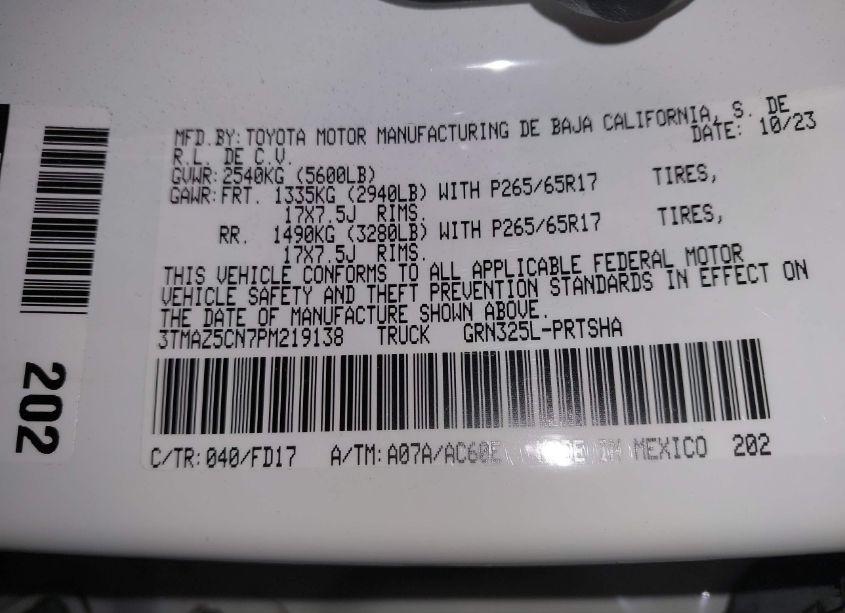 MFD.BY:TOYOTA MOTOR MANUFACTURING DE BAJA CALIFORNIA, S. DE
R.L. DE C.V. DATE: 10/23
GVWR:2540KG (5600LB)
GAWR:FRT. 1335KG (2940LB) WITH P265/65R17 TIRES,
17X7.5J RIMS.
RR. 1490KG (3280LB) WITH P265/65R17 TIRES,
17X7.5J RIMS.
THIS VEHICLE CONFORMS TO ALL APPLICABLE FEDERAL MOTOR
VEHICLE SAFETY AND THEFT PREVENTION STANDARDS IN EFFECT ON
THE DATE OF MANUFACTURE SHOWN ABOVE.
3TMAZ5CN7PM219138 TRUCK GRN325L-PRTSHA
C/TR:040/FD17 A/TM:A07A/AC60E IN MEXICO 202
202